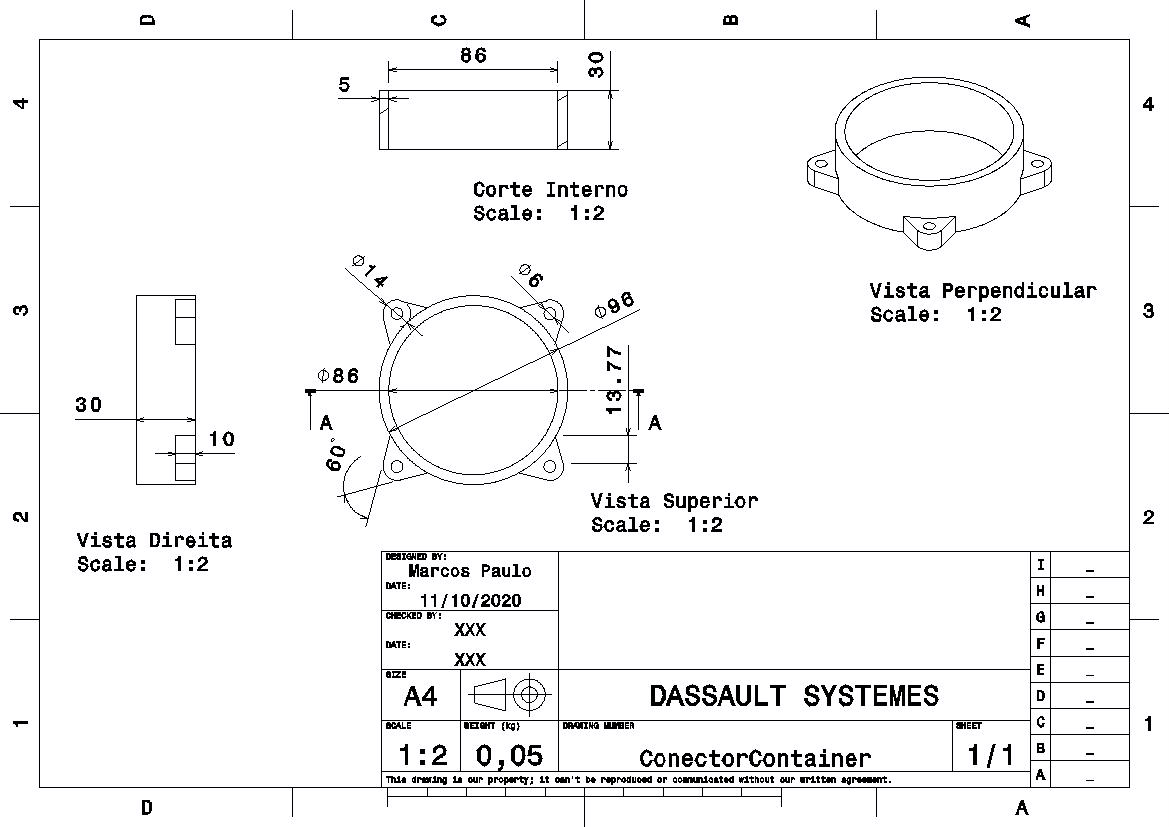 D C B A
86
30
5
4 4
Corte Interno
Scale: 1:2
Vista Perpendicular
Scale: 1:2
3 3
Ø14
Ø6
Ø96
Ø86
13.77
A A
60°
30
10
Vista Superior
Scale: 1:2
2 2
Vista Direita
Scale: 1:2
DESIGNED BY:
Marcos Paulo
DATE:
11/10/2020
CHECKED BY:
XXX
DATE:
XXX
SIZE
A4
DASSAULT SYSTEMES
SCALE
1:2
WEIGHT (kg)
0,05
DRAWING NUMBER
ConectorContainer
SHEET
1/1
This drawing is our property; it can't be reproduced or communicated without our written agreement.
I _
H _
G _
F _
E _
D _
C _
B _
A _
1 1
D A